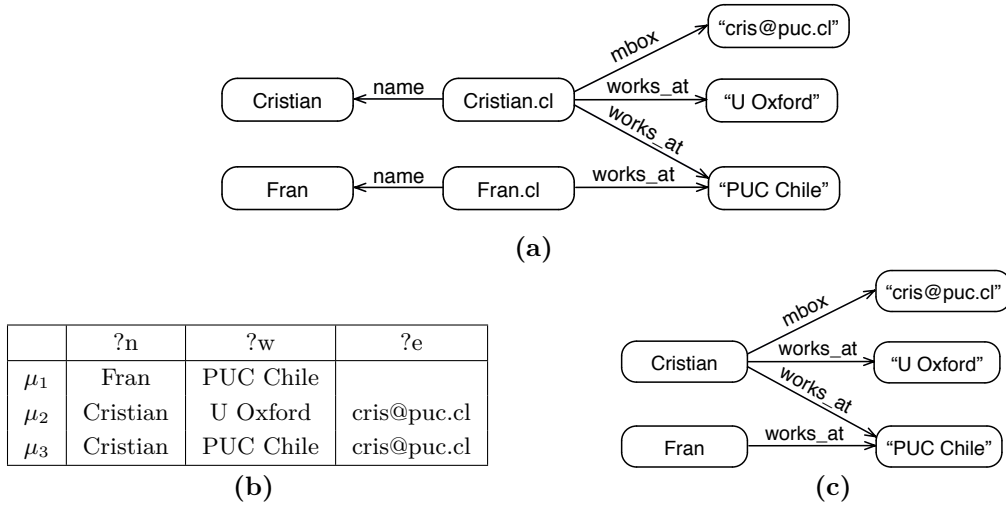 “cris@puc.cl”
mbox
Cristian name Cristian.cl works_at “U Oxford”
works_at
Fran name Fran.cl works_at “PUC Chile”
(a)
?n ?w ?e
μ1 Fran PUC Chile
μ2 Cristian U Oxford cris@puc.cl
μ3 Cristian PUC Chile cris@puc.cl
(b)
“cris@puc.cl”
mbox
Cristian works_at “U Oxford”
works_at
Fran works_at “PUC Chile”
(c)